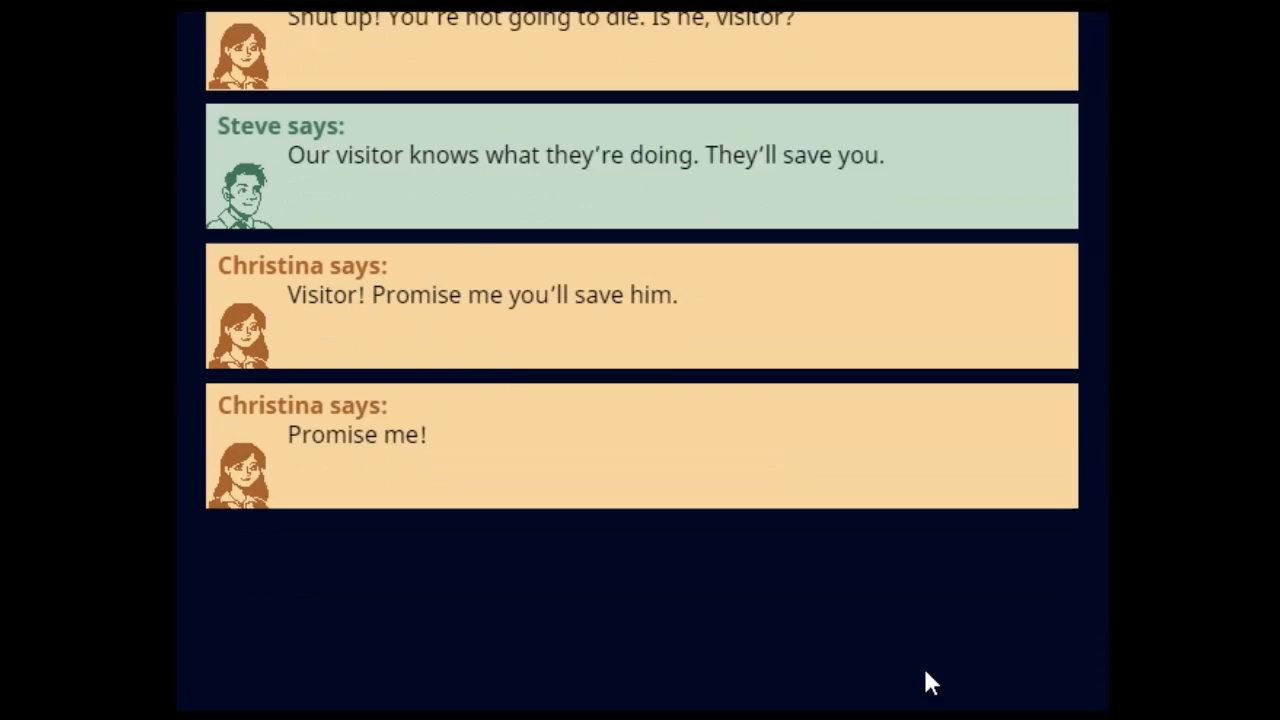 Shut up! You're not going to die. Is he, visitor?
Steve says:
Our visitor knows what they’re doing. They’ll save you.
Christina says:
Visitor! Promise me you’ll save him.
Christina says:
Promise me!